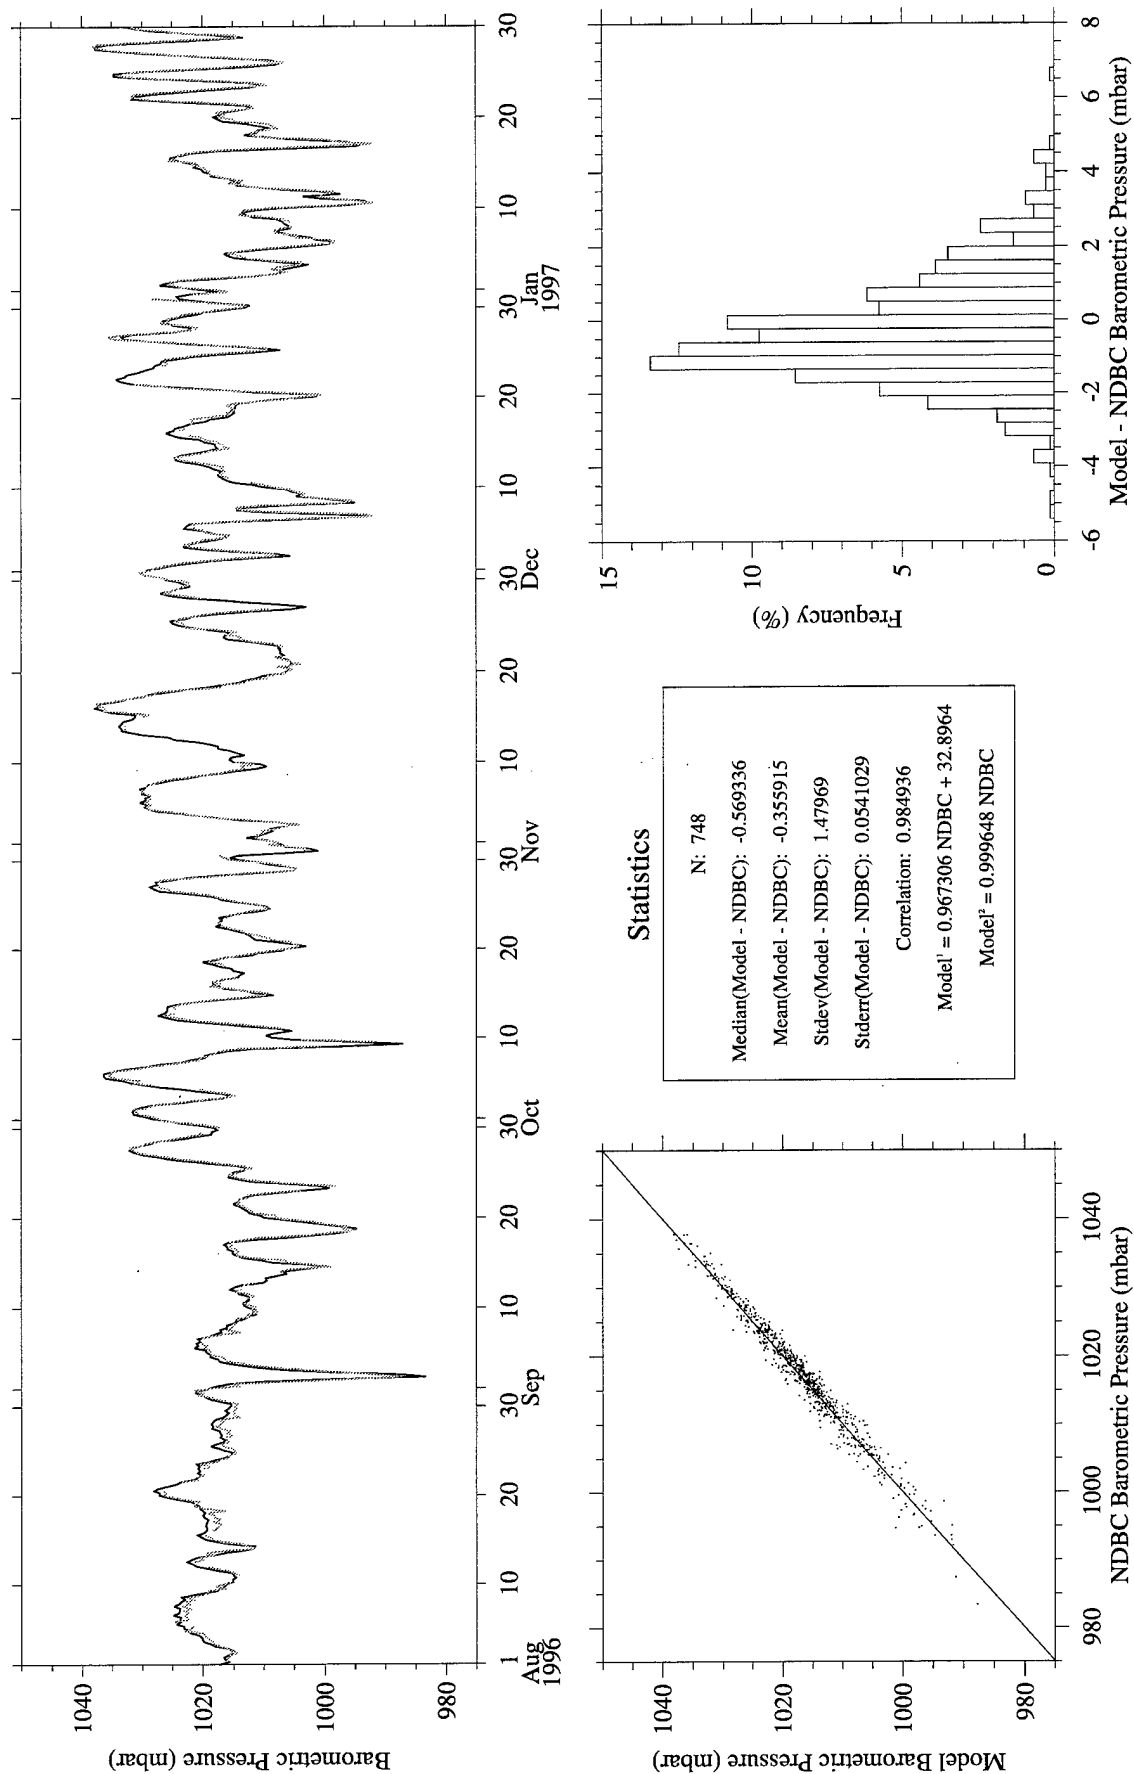 Barometric Pressure (mbar)
1040
1020
1000
980
1 10 20 30 10 20 30 10 20 30 10 20 30 10 20 30 10 20 30
Aug Sep Oct Nov Dec Jan
1996 1997
Model Barometric Pressure (mbar)
1040
1020
1000
980
980 1000 1020 1040
NDBC Barometric Pressure (mbar)
Statistics
N: 748
Median(Model - NDBC): -0.569336
Mean(Model - NDBC): -0.355915
Stdev(Model - NDBC): 1.47969
Stderr(Model - NDBC): 0.0541029
Correlation: 0.984936
Model¹ = 0.967306 NDBC + 32.8964
Model² = 0.999648 NDBC
Frequency (%)
15
10
5
0
-6 -4 -2 0 2 4 6 8
Model - NDBC Barometric Pressure (mbar)